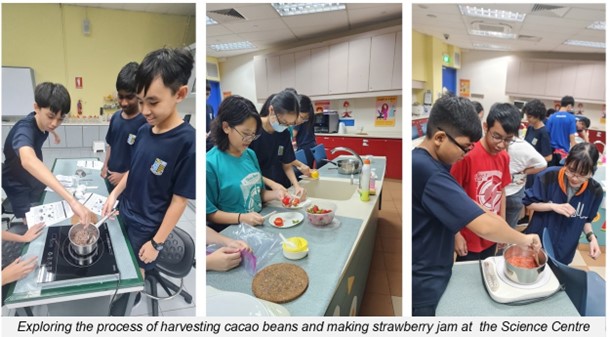 Exploring the process of harvesting cacao beans and making strawberry jam at the Science Centre